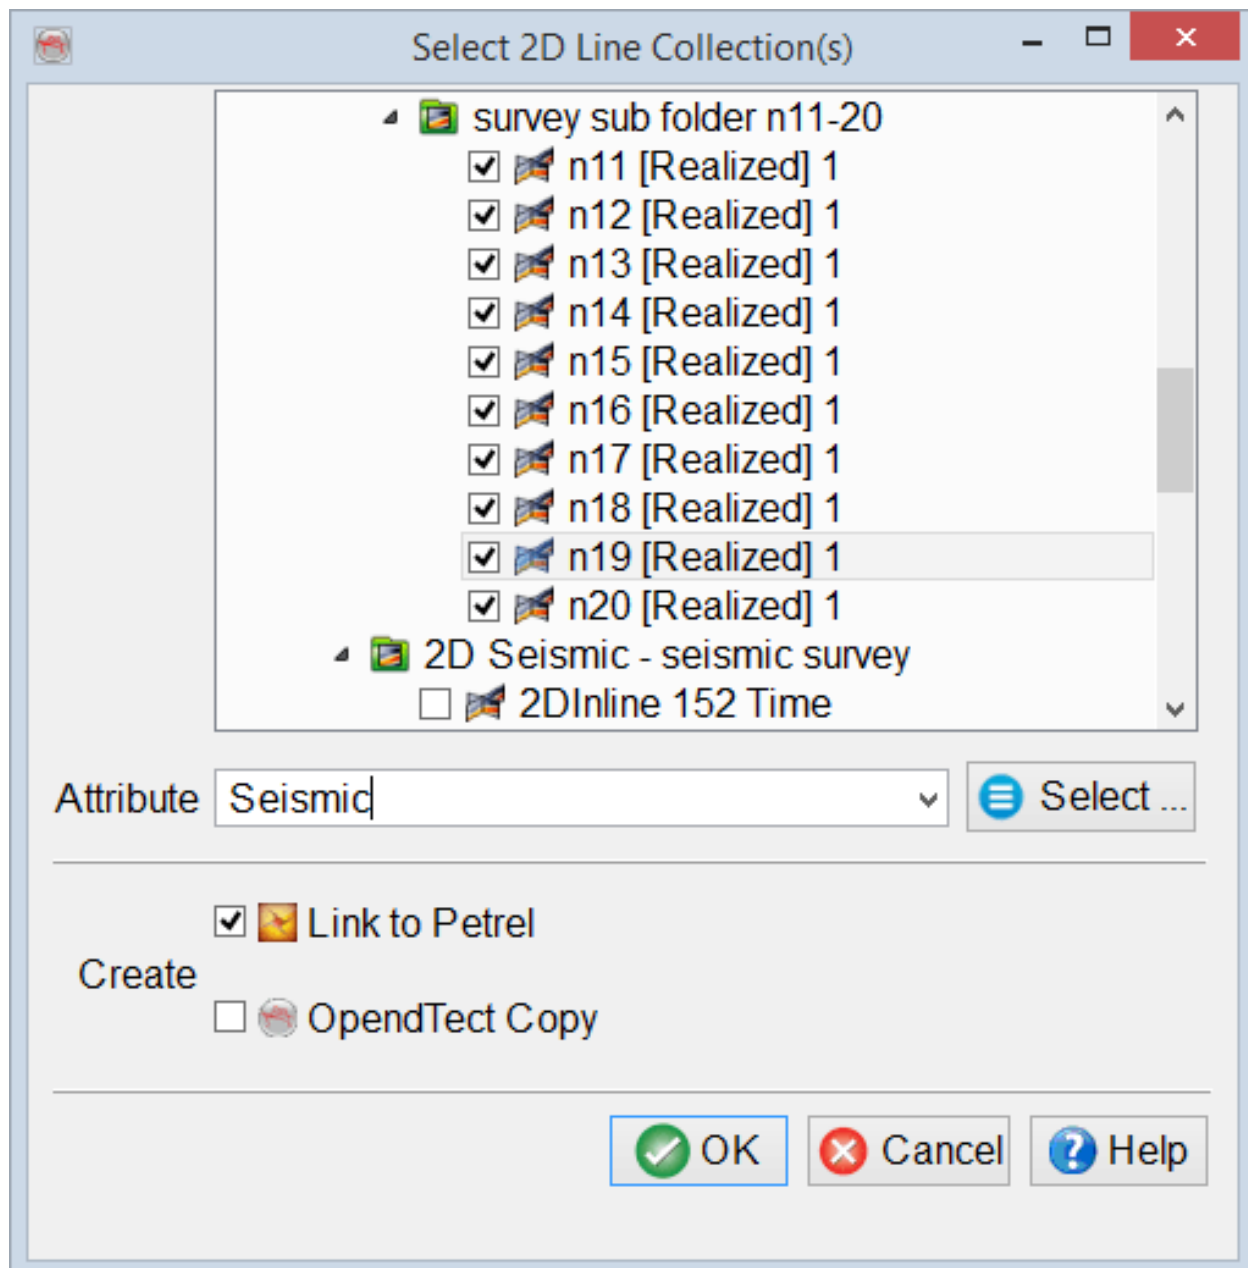 Select 2D Line Collection(s)
survey sub folder n11-20
n11 [Realized] 1
n12 [Realized] 1
n13 [Realized] 1
n14 [Realized] 1
n15 [Realized] 1
n16 [Realized] 1
n17 [Realized] 1
n18 [Realized] 1
n19 [Realized] 1
n20 [Realized] 1
2D Seismic - seismic survey
2DInline 152 Time
Attribute Seismic Select ...
Link to Petrel
Create
OpendTect Copy
OK Cancel Help